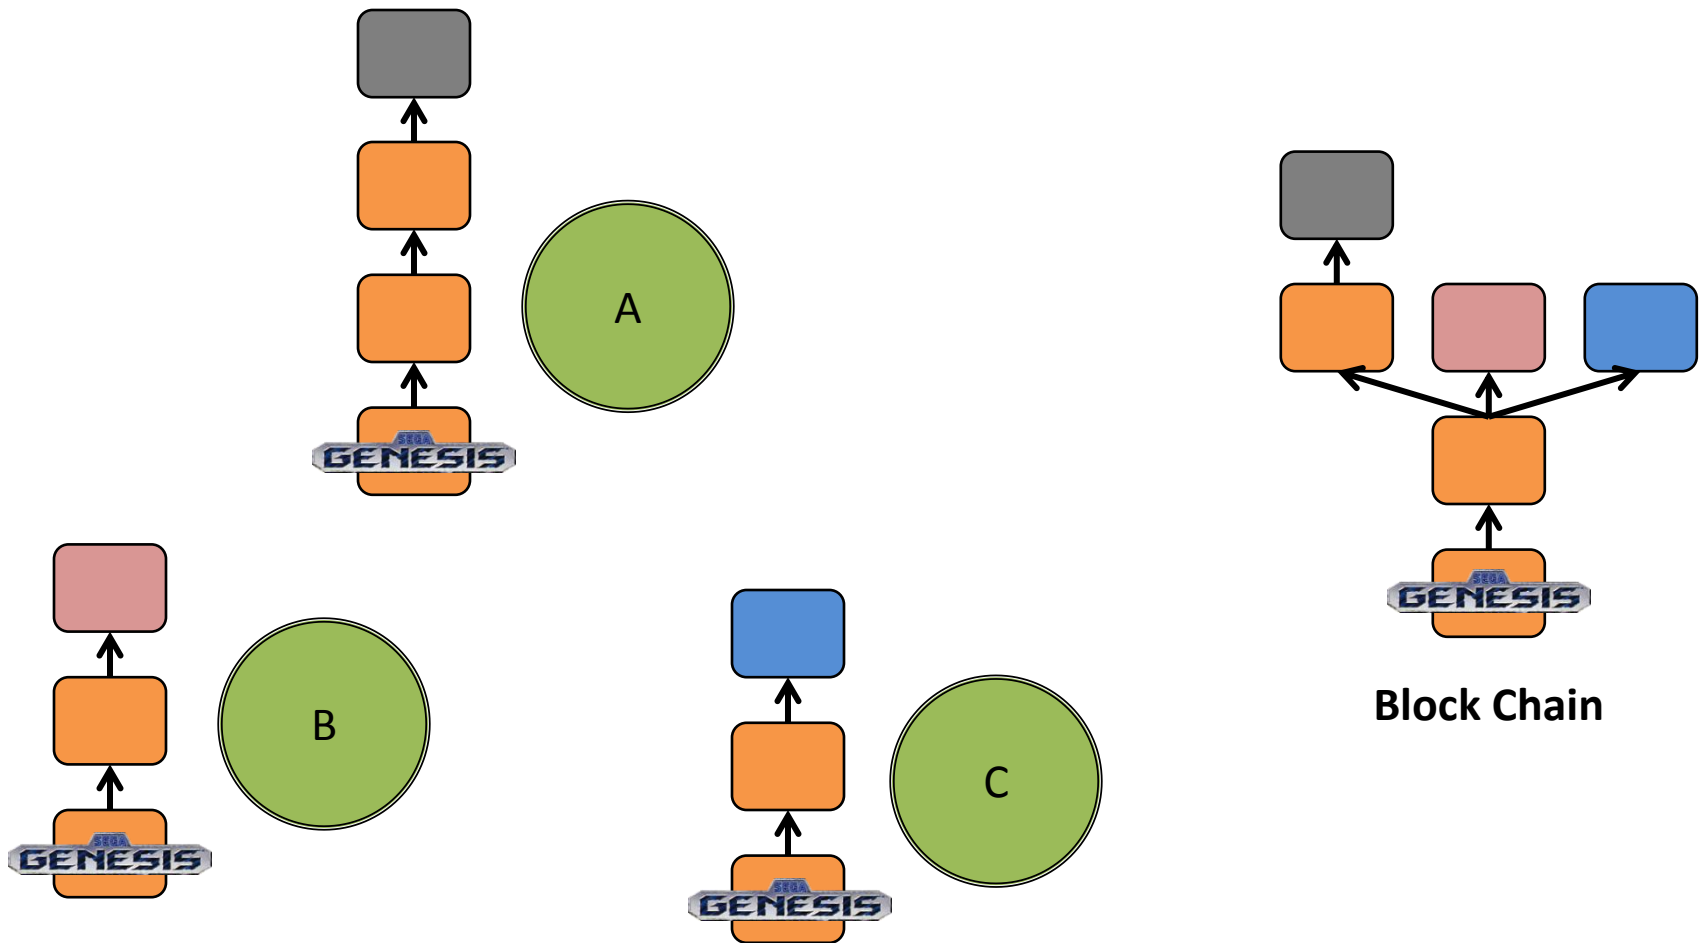 A
SEGA
GENESIS
SEGA
GENESIS
Block Chain
B
SEGA
GENESIS
C
SEGA
GENESIS